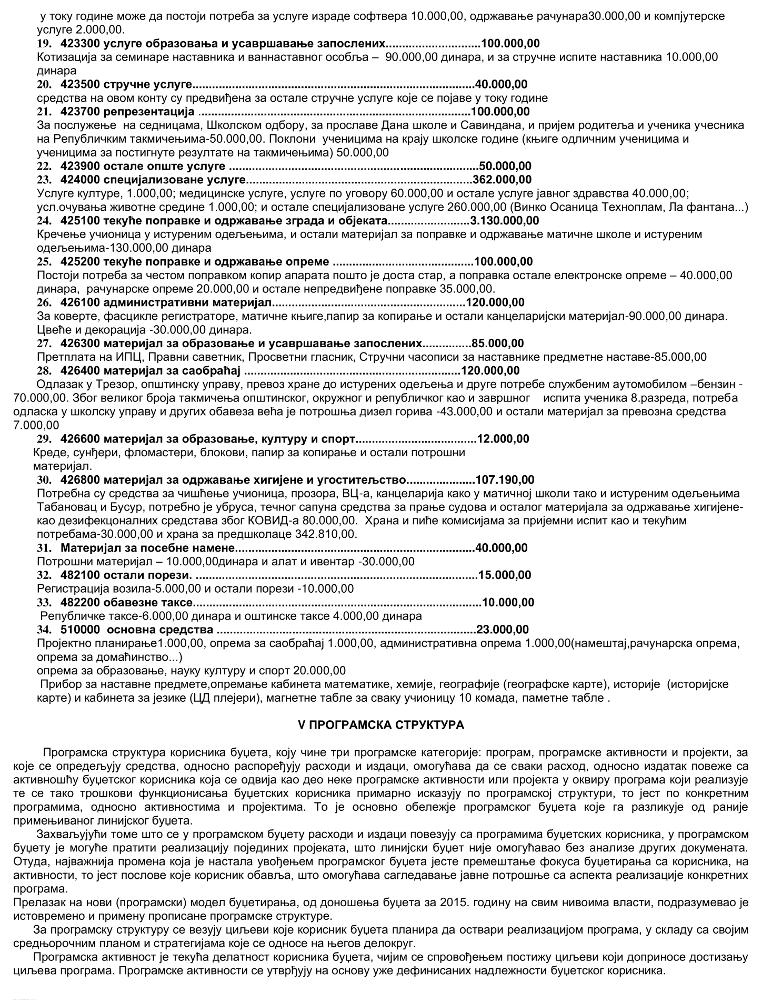 у току године може да постоји потреба за услуге израде софтвера 10.000,00, одржавање рачунара30.000,00 и компјутерске
услуге 2.000,00.
19. 423300 услуге образовања и усавршавање запослених.............................100.000,00
Котизација за семинаре наставника и ваннаставног особља – 90.000,00 динара, и за стручне испите наставника 10.000,00
динара
20. 423500 стручне услуге......................................................................................40.000,00
средства на овом конту су предвиђена за остале стручне услуге које се појаве у току године
21. 423700 репрезентација ...................................................................................100.000,00
За послужење на седницама, Школском одбору, за прославе Дана школе и Савиндана, и пријем родитеља и ученика учесника
на Републичким такмичењима-50.000,00. Поклони ученицима на крају школске године (књиге одличним ученицима и
ученицима за постигнуте резултате на такмичењима) 50.000,00
22. 423900 остале опште услуге ............................................................................50.000,00
23. 424000 специјализоване услуге.....................................................................362.000,00
Услуге културе, 1.000,00; медицинске услуге, услуге по уговору 60.000,00 и остале услуге јавног здравства 40.000,00;
усл.очувања животне средине 1.000,00; и остале специјализоване услуге 260.000,00 (Винко Осаница Техноплам, Ла фантана...)
24. 425100 текуће поправке и одржавање зграда и објеката.........................3.130.000,00
Кречење учионица у истуреним одељењима, и остали материјал за поправке и одржавање матичне школе и истуреним
одељењима-130.000,00 динара
25. 425200 текуће поправке и одржавање опреме ...........................................100.000,00
Постоји потреба за честом поправком копир апарата пошто је доста стар, а поправка остале електронске опреме – 40.000,00
динара, рачунарске опреме 20.000,00 и остале непредвиђене поправке 35.000,00.
26. 426100 административни материјал...........................................................120.000,00
За коверте, фасцикле регистраторе, матичне књиге,папир за копирање и остали канцеларијски материјал-90.000,00 динара.
Цвеће и декорација -30.000,00 динара.
27. 426300 материјал за образовање и усавршавање запослених...............85.000,00
Претплата на ИПЦ, Правни саветник, Просветни гласник, Стручни часописи за наставнике предметне наставе-85.000,00
28. 426400 материјал за саобраћај ..................................................................120.000,00
Одлазак у Трезор, општинску управу, превоз хране до истурених одељења и друге потребе службеним аутомобилом –бензин -
70.000,00. Због великог броја такмичења општинског, окружног и републичког као и завршног испита ученика 8.разреда, потреба
одласка у школску управу и других обавеза већа је потрошња дизел горива -43.000,00 и остали материјал за превозна средства
7.000,00
29. 426600 материјал за образовање, културу и спорт.....................................12.000,00
Креде, сунђери, фломастери, блокови, папир за копирање и остали потрошни
материјал.
30. 426800 материјал за одржавање хигијене и угоститељство.....................107.190,00
Потребна су средства за чишћење учионица, прозора, ВЦ-а, канцеларија како у матичној школи тако и истуреним одељењима
Табановац и Бусур, потребно је убруса, течног сапуна средства за прање судова и осталог материјала за одржавање хигијене-
као дезифекцоналних средстава због КОВИД-а 80.000,00. Храна и пиће комисијама за пријемни испит као и текућим
потребама-30.000,00 и храна за предшколаце 342.810,00.
31. Материјал за посебне намене.........................................................................40.000,00
Потрошни материјал – 10.000,00динара и алат и ивентар -30.000,00
32. 482100 остали порези. ......................................................................................15.000,00
Регистрација возила-5.000,00 и остали порези -10.000,00
33. 482200 обавезне таксе........................................................................................10.000,00
Републичке таксе-6.000,00 динара и оштинске таксе 4.000,00 динара
34. 510000 основна средства ...............................................................................23.000,00
Пројектно планирање1.000,00, опрема за саобраћај 1.000,00, административна опрема 1.000,00(намештај,рачунарска опрема,
опрема за домаћинство...)
опрема за образовање, науку културу и спорт 20.000,00
Прибор за наставне предмете,опремање кабинета математике, хемије, географије (географске карте), историје (историјске
карте) и кабинета за језике (ЦД плејери), магнетне табле за сваку учионицу 10 комада, паметне табле .
V ПРОГРАМСКА СТРУКТУРА
Програмска структура корисника буџета, коју чине три програмске категорије: програм, програмске активности и пројекти, за
које се опредељују средства, односно распоређују расходи и издаци, омогућава да се сваки расход, односно издатак повеже са
активношћу буџетског корисника која се одвија као део неке програмске активности или пројекта у оквиру програма који реализује
те се тако трошкови функционисања буџетских корисника примарно исказују по програмској структури, то јест по конкретним
програмима, односно активностима и пројектима. То је основно обележје програмског буџета које га разликује од раније
примењиваног линијског буџета.
Захваљујући томе што се у програмском буџету расходи и издаци повезују са програмима буџетских корисника, у програмском
буџету је могуће пратити реализацију појединих пројеката, што линијски буџет није омогућавао без анализе других докумената.
Отуда, најважнија промена која је настала увођењем програмског буџета јесте премештање фокуса буџетирања са корисника, на
активности, то јест послове које корисник обавља, што омогућава сагледавање јавне потрошње са аспекта реализације конкретних
програма.
Прелазак на нови (програмски) модел буџетирања, од доношења буџета за 2015. годину на свим нивоима власти, подразумевао је
истовремено и примену прописане програмске структуре.
За програмску структуру се везују циљеви које корисник буџета планира да оствари реализацијом програма, у складу са својим
средњорочним планом и стратегијама које се односе на његов делокруг.
Програмска активност је текућа делатност корисника буџета, чијим се спровођењем постижу циљеви који доприносе достизању
циљева програма. Програмске активности се утврђују на основу уже дефинисаних надлежности буџетског корисника.